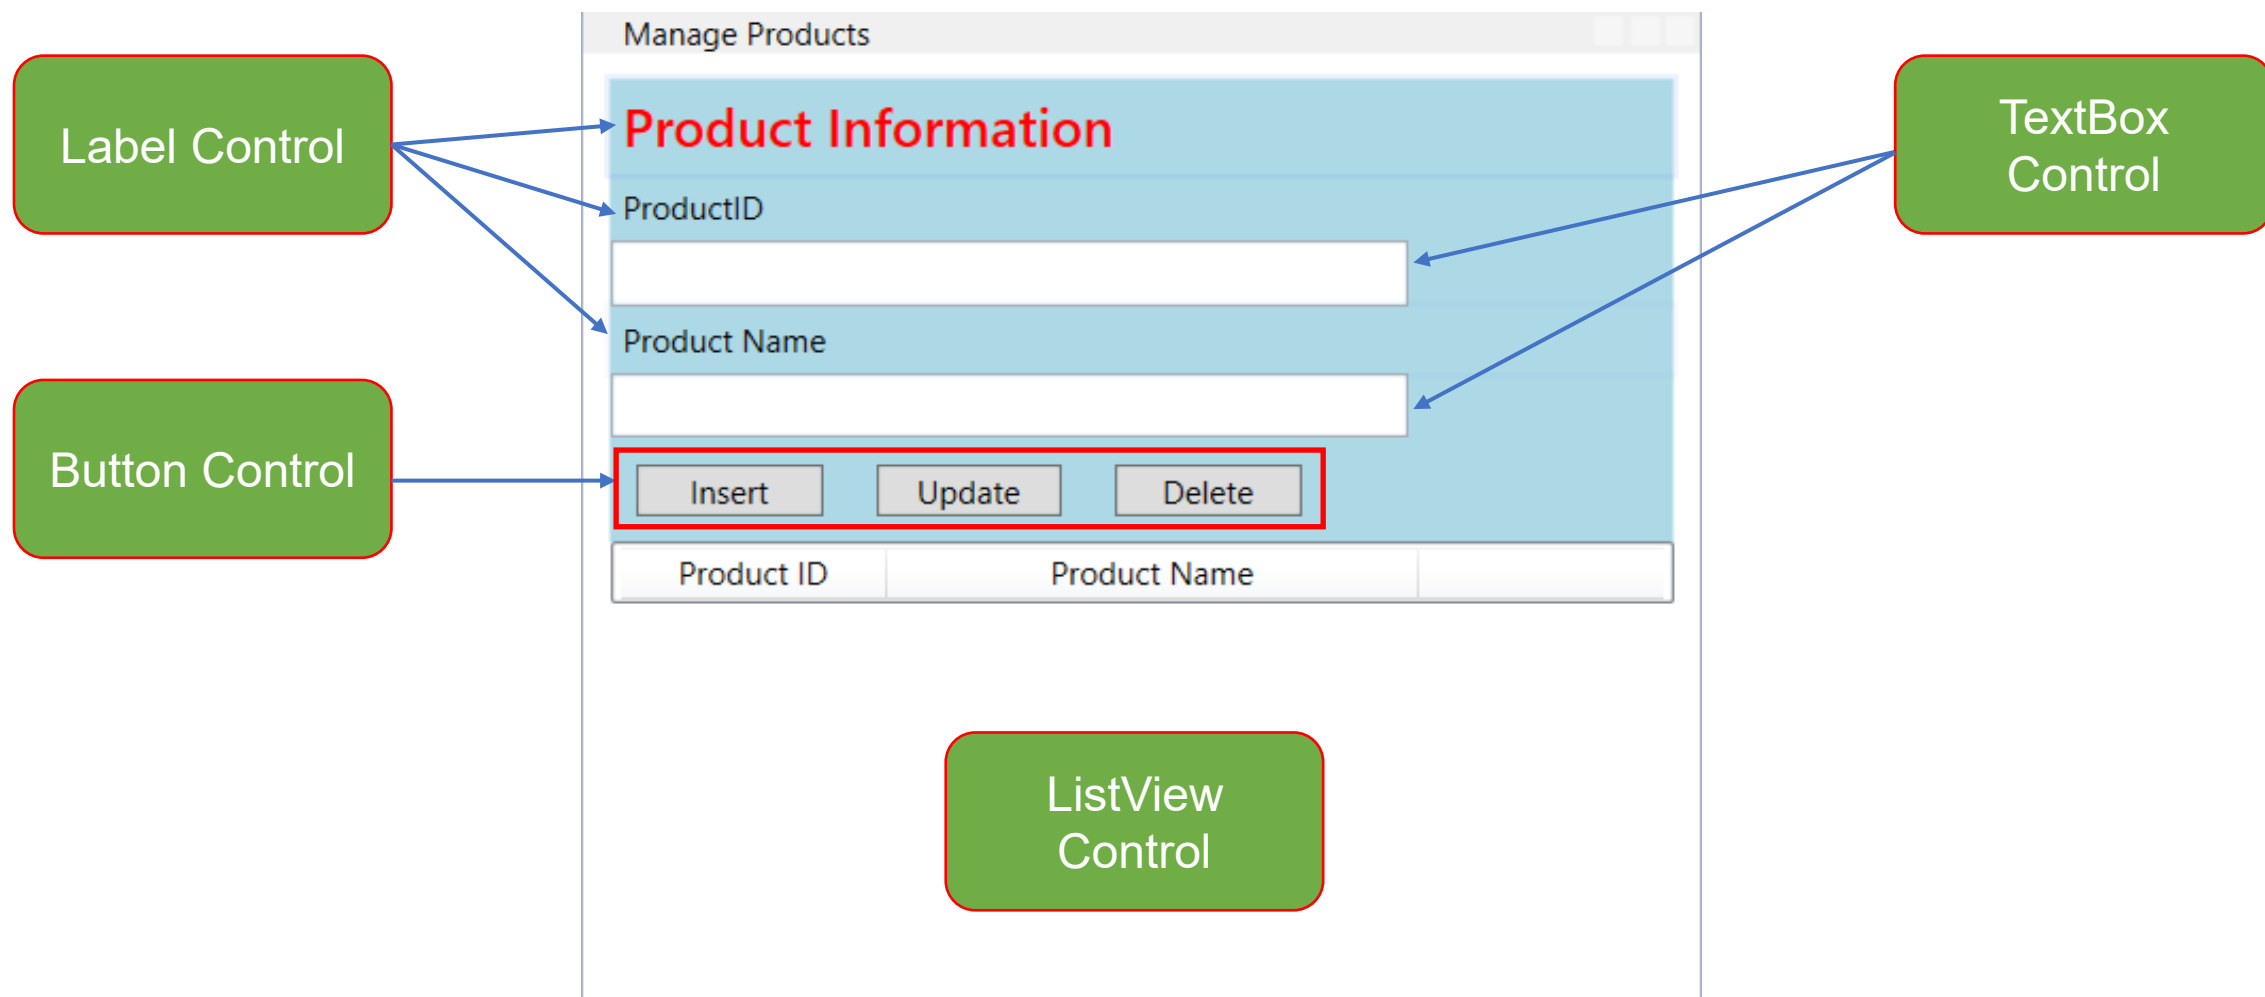 Manage Products
Label Control
Product Information
TextBox
Control
ProductID
Product Name
Button Control
Insert Update Delete
Product ID Product Name
ListView
Control